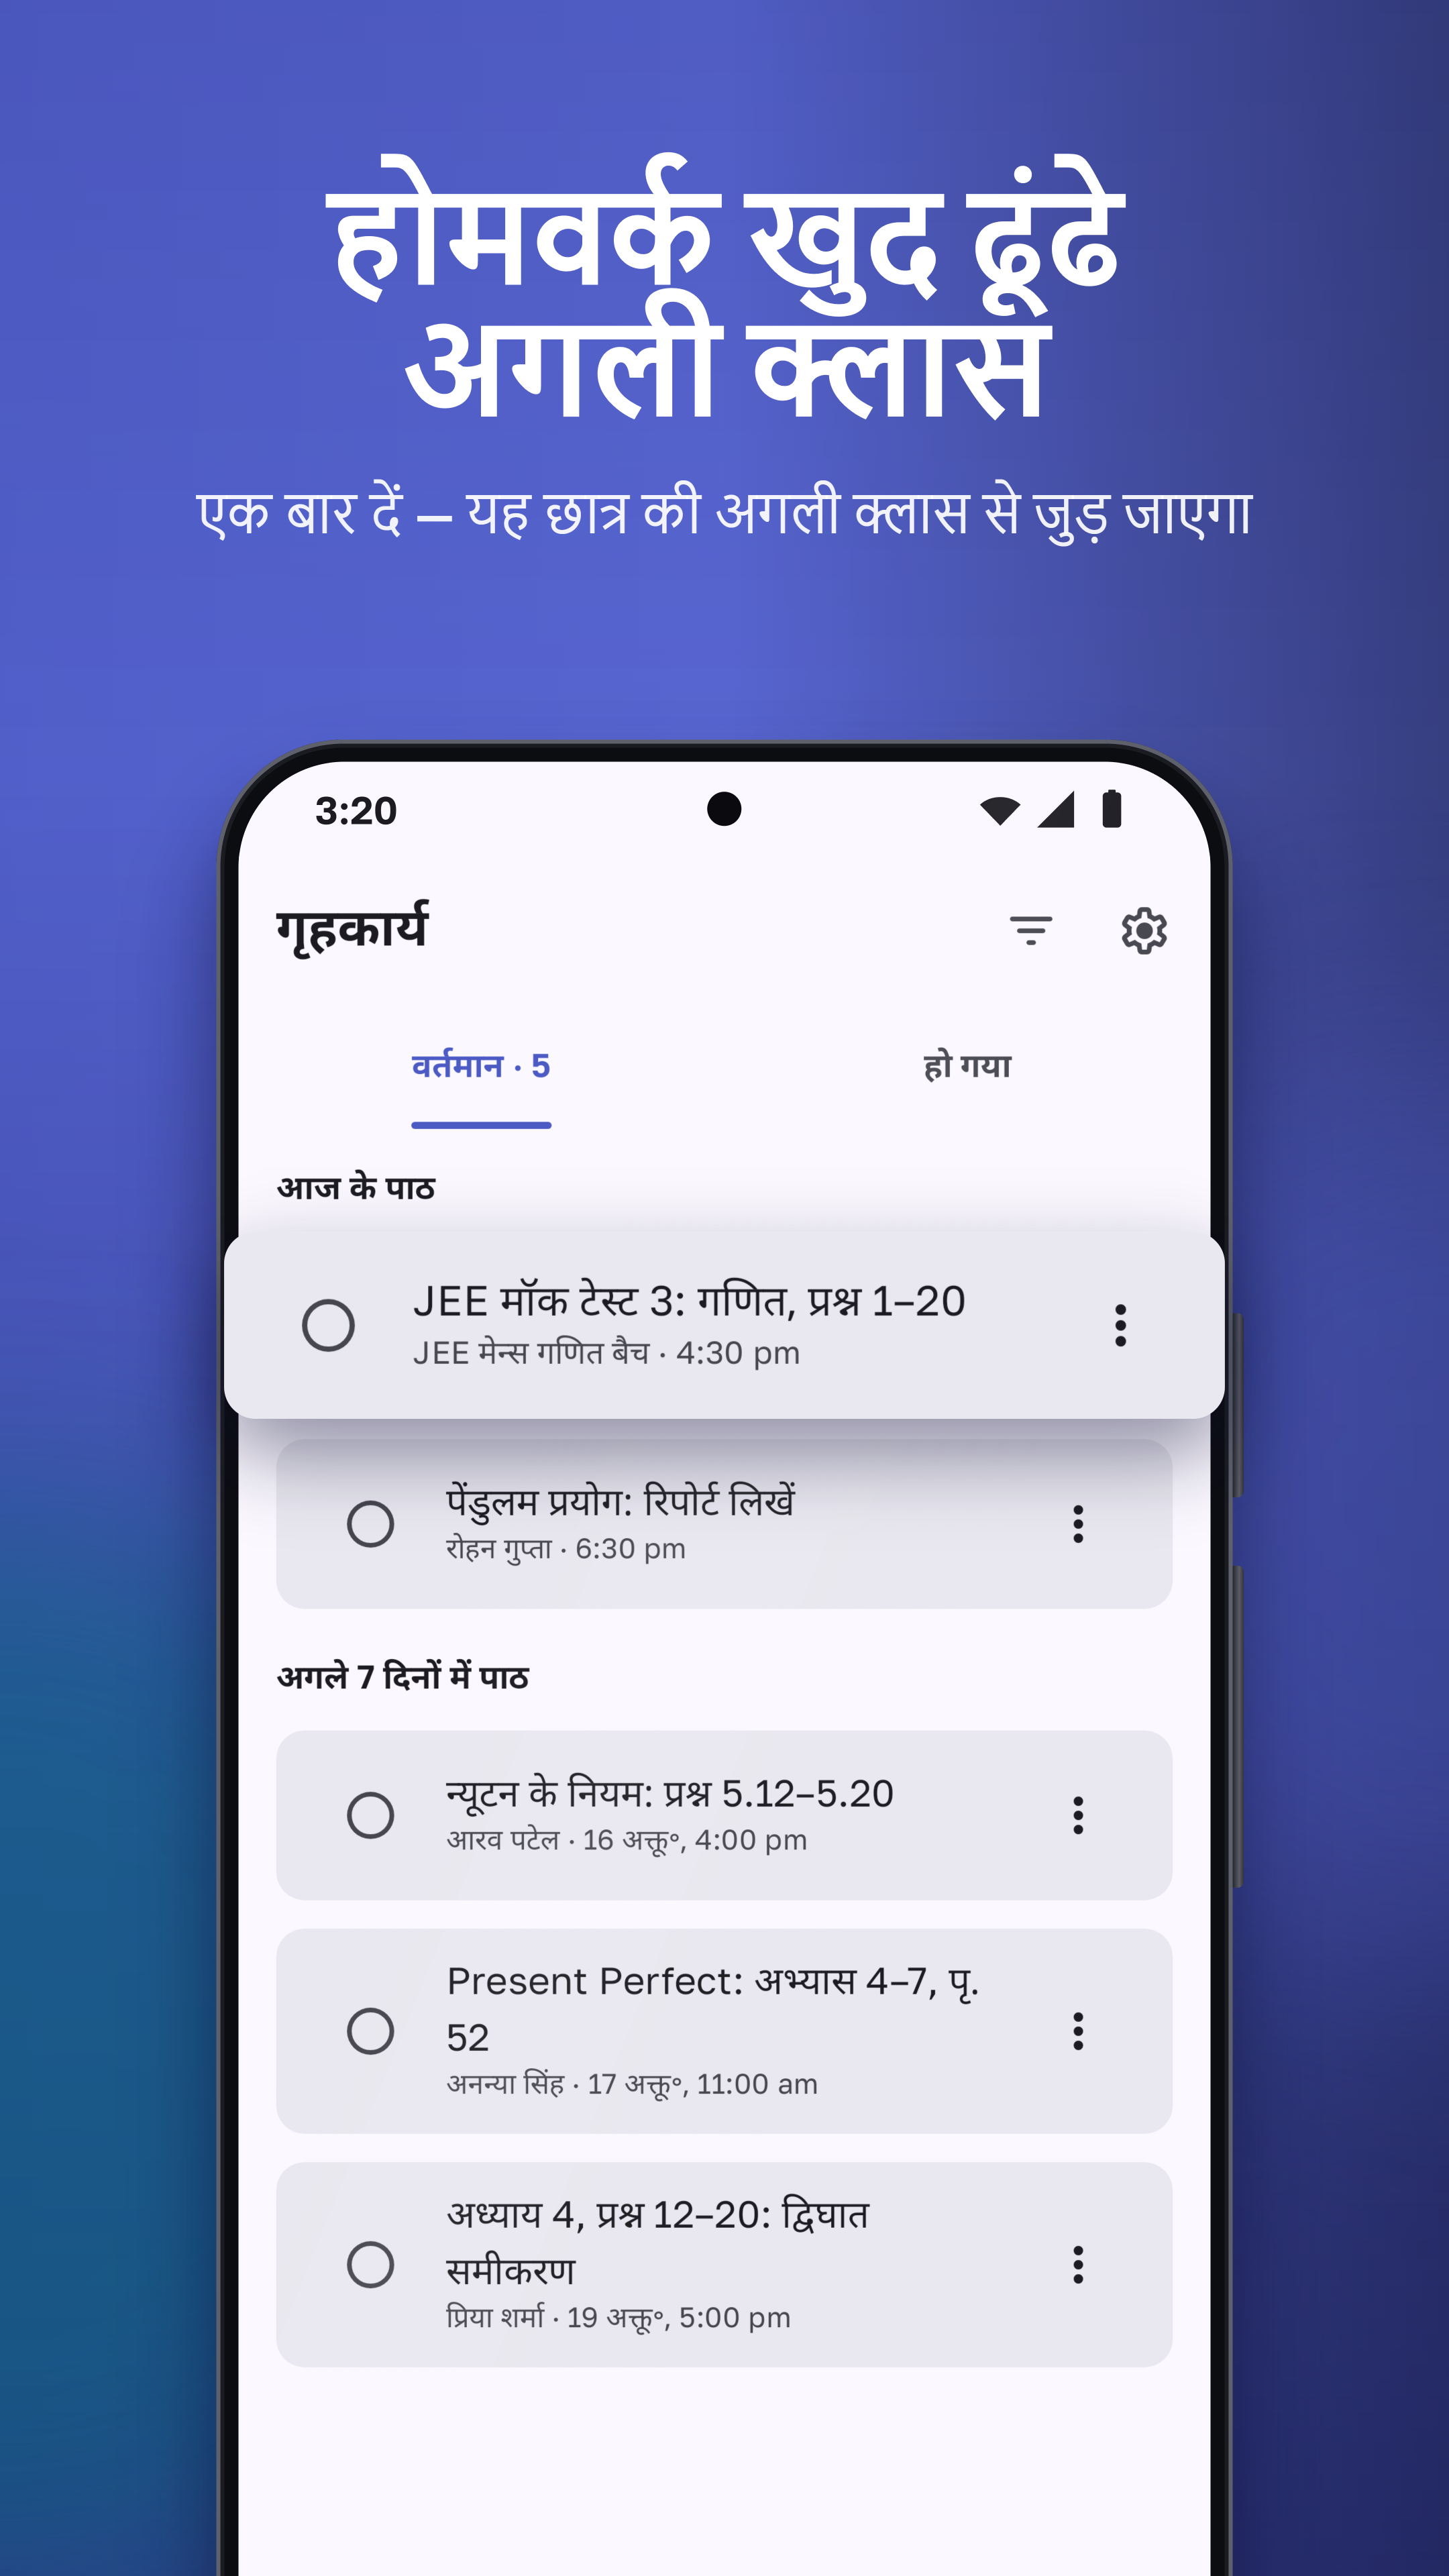 होमवर्क खुद ढूंढे
अगली क्लास
एक बार दें – यह छात्र की अगली क्लास से जुड़ जाएगा
3:20
गृहकार्य
वर्तमान · 5
हो गया
आज के पाठ
JEE मॉक टेस्ट 3: गणित, प्रश्न 1–20
JEE मेन्स गणित बैच · 4:30 pm
पेंडुलम प्रयोग: रिपोर्ट लिखें
रोहन गुप्ता · 6:30 pm
अगले 7 दिनों में पाठ
न्यूटन के नियम: प्रश्न 5.12–5.20
आरव पटेल · 16 अक्तू॰, 4:00 pm
Present Perfect: अभ्यास 4–7, पृ.
52
अनन्या सिंह · 17 अक्तू॰, 11:00 am
अध्याय 4, प्रश्न 12–20: द्विघात
समीकरण
प्रिया शर्मा · 19 अक्तू॰, 5:00 pm